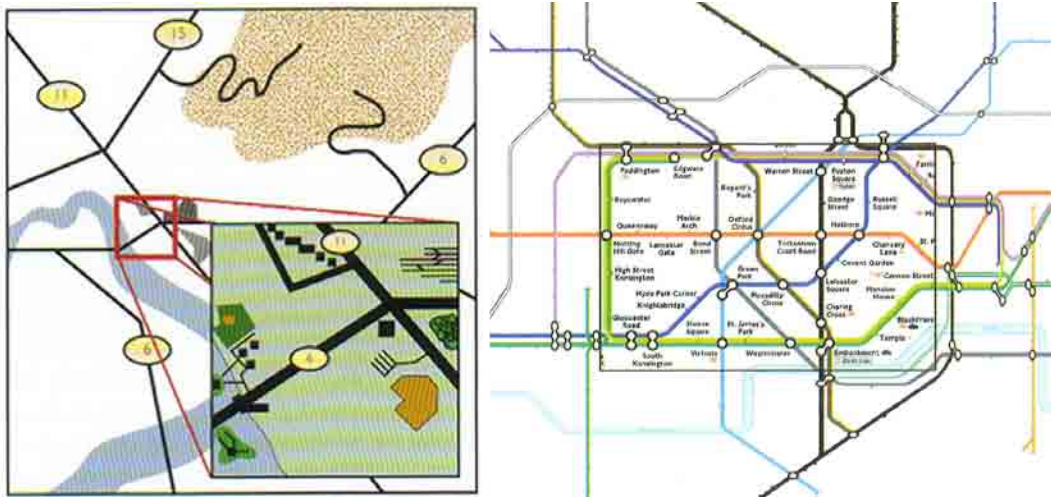 13
11
6
6
11
6
Paddington
Edgware
Road
Warren Street
Euston
Square
Bayswater
Regent's
Park
Goodge
Street
Russell
Square
Queensway
Marble
Arch
Oxford
Circus
Holborn
Notting
Hill Gate
Lancaster
Gate
Bond
Street
Tottenham
Court Road
Chancery
Lane
Covent Garden
High Street
Kensington
Green
Park
Leicester
Square
Cannon Street
Mansion
House
Hyde Park Corner
Knightsbridge
Piccadilly
Circus
Charing
Cross
Gloucester
Road
Sloane
Square
St. James's
Park
Temple
South
Kensington
Victoria
Westminster
Embankment